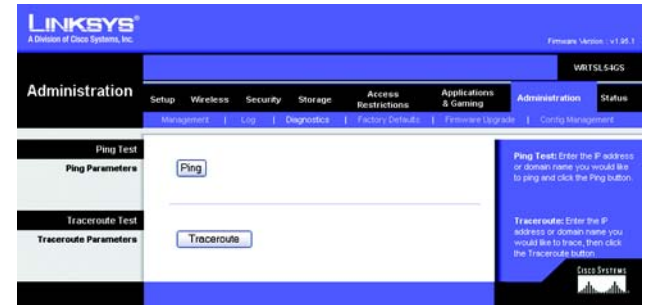 LINKSYS®
A Division of Cisco Systems, Inc.
Firmware Version : v1.95.1
WRTSL54GS
Administration
Setup Wireless Security Storage Access Restrictions Applications & Gaming Administration Status
Management | Log | Diagnostics | Factory Defaults | Firmware Upgrade | Config Management
Ping Test
Ping Parameters
Ping
Ping Test: Enter the IP address
or domain name you would like
to ping and click the Ping button.
Traceroute Test
Traceroute Parameters
Traceroute
Traceroute: Enter the IP
address or domain name you
would like to trace, then click
the Traceroute button
CISCO SYSTEMS